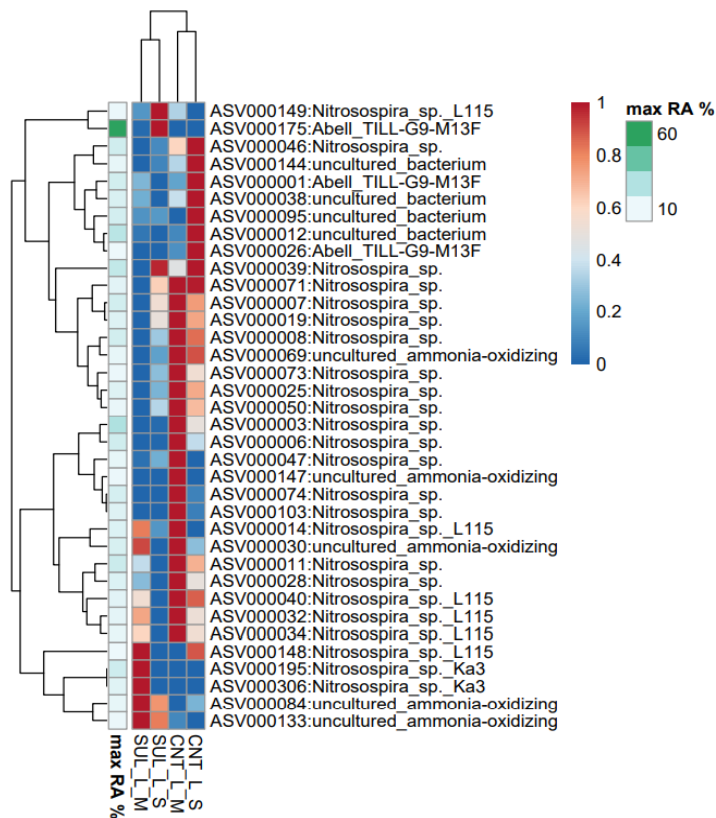 ASV000149:Nitrosospira_sp._L115
ASV000175:Abell_TILL-G9-M13F
ASV000046:Nitrosospira_sp.
ASV000144:uncultured_bacterium
ASV000001:Abell_TILL-G9-M13F
ASV000038:uncultured_bacterium
ASV000095:uncultured_bacterium
ASV000012:uncultured_bacterium
ASV000026:Abell_TILL-G9-M13F
ASV000039:Nitrosospira_sp.
ASV000071:Nitrosospira_sp.
ASV000007:Nitrosospira_sp.
ASV000019:Nitrosospira_sp.
ASV000008:Nitrosospira_sp.
ASV000069:uncultured_ammonia-oxidizing
ASV000073:Nitrosospira_sp.
ASV000025:Nitrosospira_sp.
ASV000050:Nitrosospira_sp.
ASV000003:Nitrosospira_sp.
ASV000006:Nitrosospira_sp.
ASV000047:Nitrosospira_sp.
ASV000147:uncultured_ammonia-oxidizing
ASV000074:Nitrosospira_sp.
ASV000103:Nitrosospira_sp.
ASV000014:Nitrosospira_sp._L115
ASV000030:uncultured_ammonia-oxidizing
ASV000011:Nitrosospira_sp.
ASV000028:Nitrosospira_sp.
ASV000040:Nitrosospira_sp._L115
ASV000032:Nitrosospira_sp._L115
ASV000034:Nitrosospira_sp._L115
ASV000148:Nitrosospira_sp._L115
ASV000195:Nitrosospira_sp._Ka3
ASV000306:Nitrosospira_sp._Ka3
ASV000084:uncultured_ammonia-oxidizing
ASV000133:uncultured_ammonia-oxidizing
max RA %
SUL_L_M
SUL_L_S
CNT_L_M
CNT_L_S
1
0.8
0.6
0.4
0.2
0
max RA %
60
10